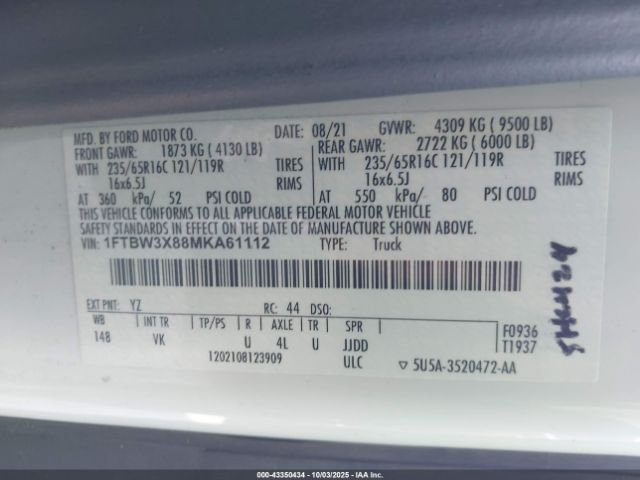 MFD. BY FORD MOTOR CO.
DATE: 08/21 GVWR: 4309 KG ( 9500 LB)
FRONT GAWR: 1873 KG ( 4130 LB) REAR GAWR: 2722 KG ( 6000 LB)
WITH 235/65R16C 121/119R TIRES WITH 235/65R16C 121/119R TIRES
16x6.5J RIMS 16x6.5J RIMS
AT 360 kPa/ 52 PSI COLD AT 550 kPa/ 80 PSI COLD
THIS VEHICLE CONFORMS TO ALL APPLICABLE FEDERAL MOTOR VEHICLE
SAFETY STANDARDS IN EFFECT ON THE DATE OF MANUFACTURE SHOWN ABOVE.
VIN: 1FTBW3X88MKA61112 TYPE: Truck
EXT PNT: YZ RC: 44 DSO:
WB INT TR TP/PS R AXLE TR SPR F0936
148 VK U 4L U JJDD T1937
1202108123909 ULC ▽ 5U5A-3520472-AA
00-43350434 | 10/03/2025 - IAA, Inc.